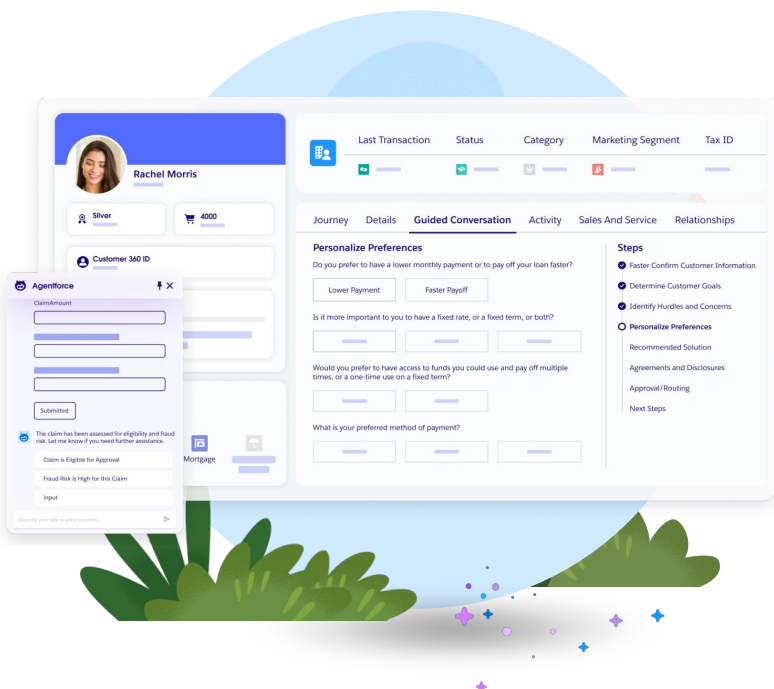 Rachel Morris
Silver
4000
Customer 360 ID
Mortgage
Agentforce
ClaimAmount
Submitted
The claim has been assessed for eligibility and fraud
risk. Let me know if you need further assistance.
Claim is Eligible for Approval
Fraud Risk is High for this Claim
input
Describe your task or ask a question...
Last Transaction Status Category Marketing Segment Tax ID
Journey Details Guided Conversation Activity Sales And Service Relationships
Personalize Preferences
Do you prefer to have a lower monthly payment or to pay off your loan faster?
Lower Payment Faster Payoff
Is it more important to you to have a fixed rate, or a fixed term, or both?
Would you prefer to have access to funds you could use and pay off multiple
times, or a one-time use on a fixed term?
What is your preferred method of payment?
Steps
Faster Confirm Customer Information
Determine Customer Goals
Identify Hurdles and Concerns
Personalize Preferences
Recommended Solution
Agreements and Disclosures
Approval/Routing
Next Steps